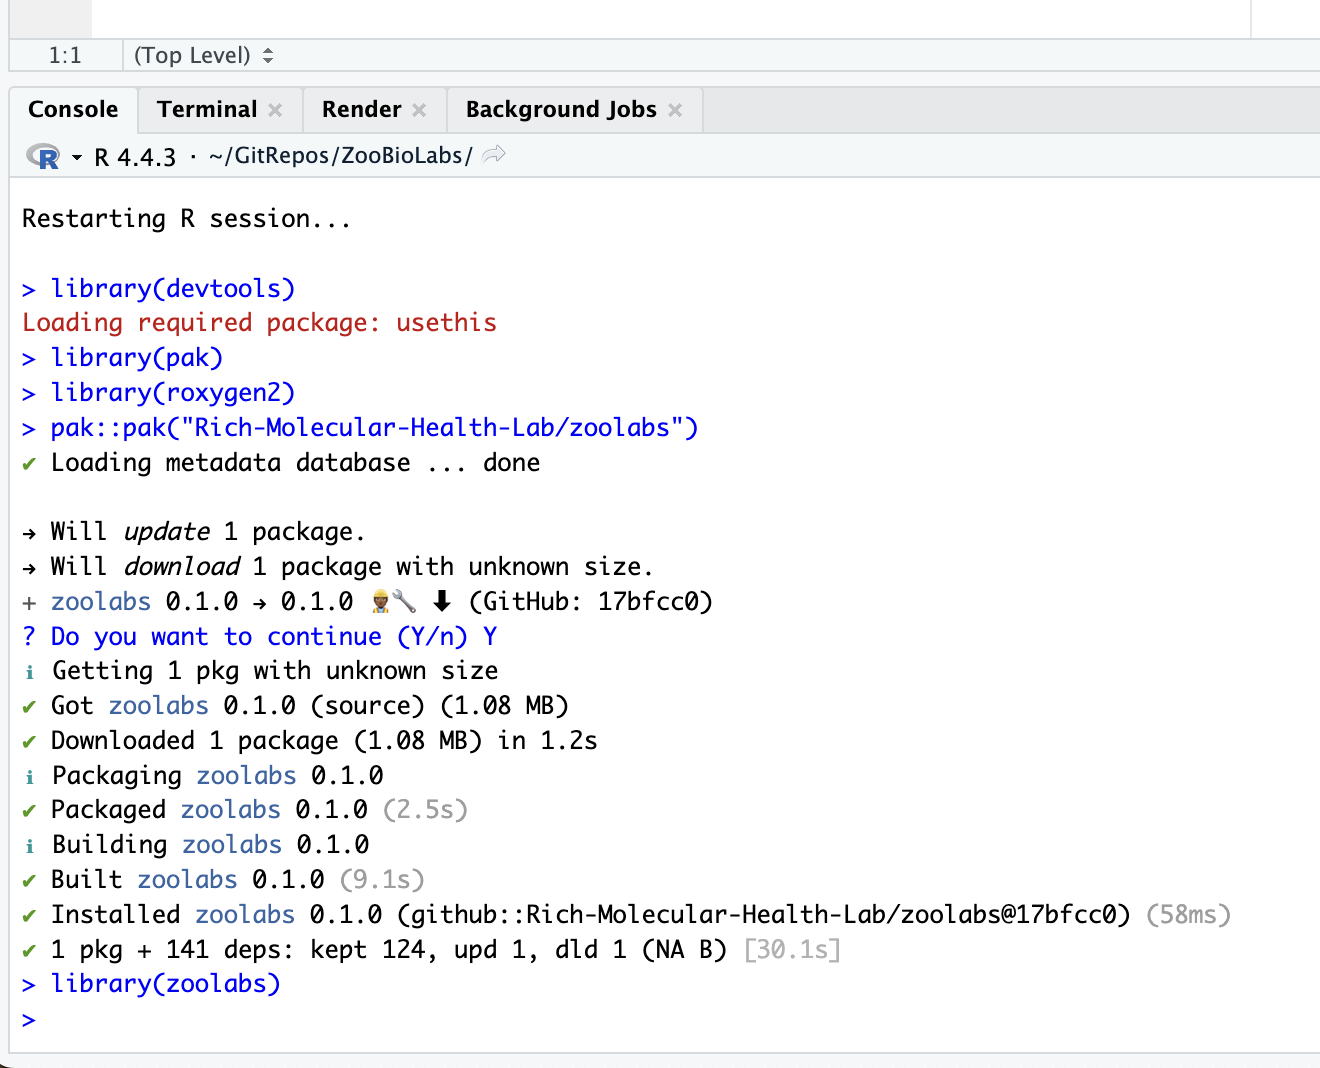 1:1 (Top Level)
Console Terminal Render Background Jobs
R R 4.4.3 · ~/GitRepos/ZooBioLabs/
Restarting R session...
> library(devtools)
Loading required package: usethis
> library(pak)
> library(roxygen2)
> pak::pak("Rich-Molecular-Health-Lab/zoolabs")
✔ Loading metadata database ... done
→ Will update 1 package.
→ Will download 1 package with unknown size.
+ zoolabs 0.1.0 → 0.1.0 👷🏾🔧 ⬇ (GitHub: 17bfcc0)
? Do you want to continue (Y/n) Y
ℹ Getting 1 pkg with unknown size
✔ Got zoolabs 0.1.0 (source) (1.08 MB)
✔ Downloaded 1 package (1.08 MB) in 1.2s
ℹ Packaging zoolabs 0.1.0
✔ Packaged zoolabs 0.1.0 (2.5s)
ℹ Building zoolabs 0.1.0
✔ Built zoolabs 0.1.0 (9.1s)
✔ Installed zoolabs 0.1.0 (github::Rich-Molecular-Health-Lab/zoolabs@17bfcc0) (58ms)
✔ 1 pkg + 141 deps: kept 124, upd 1, dld 1 (NA B) [30.1s]
> library(zoolabs)
>